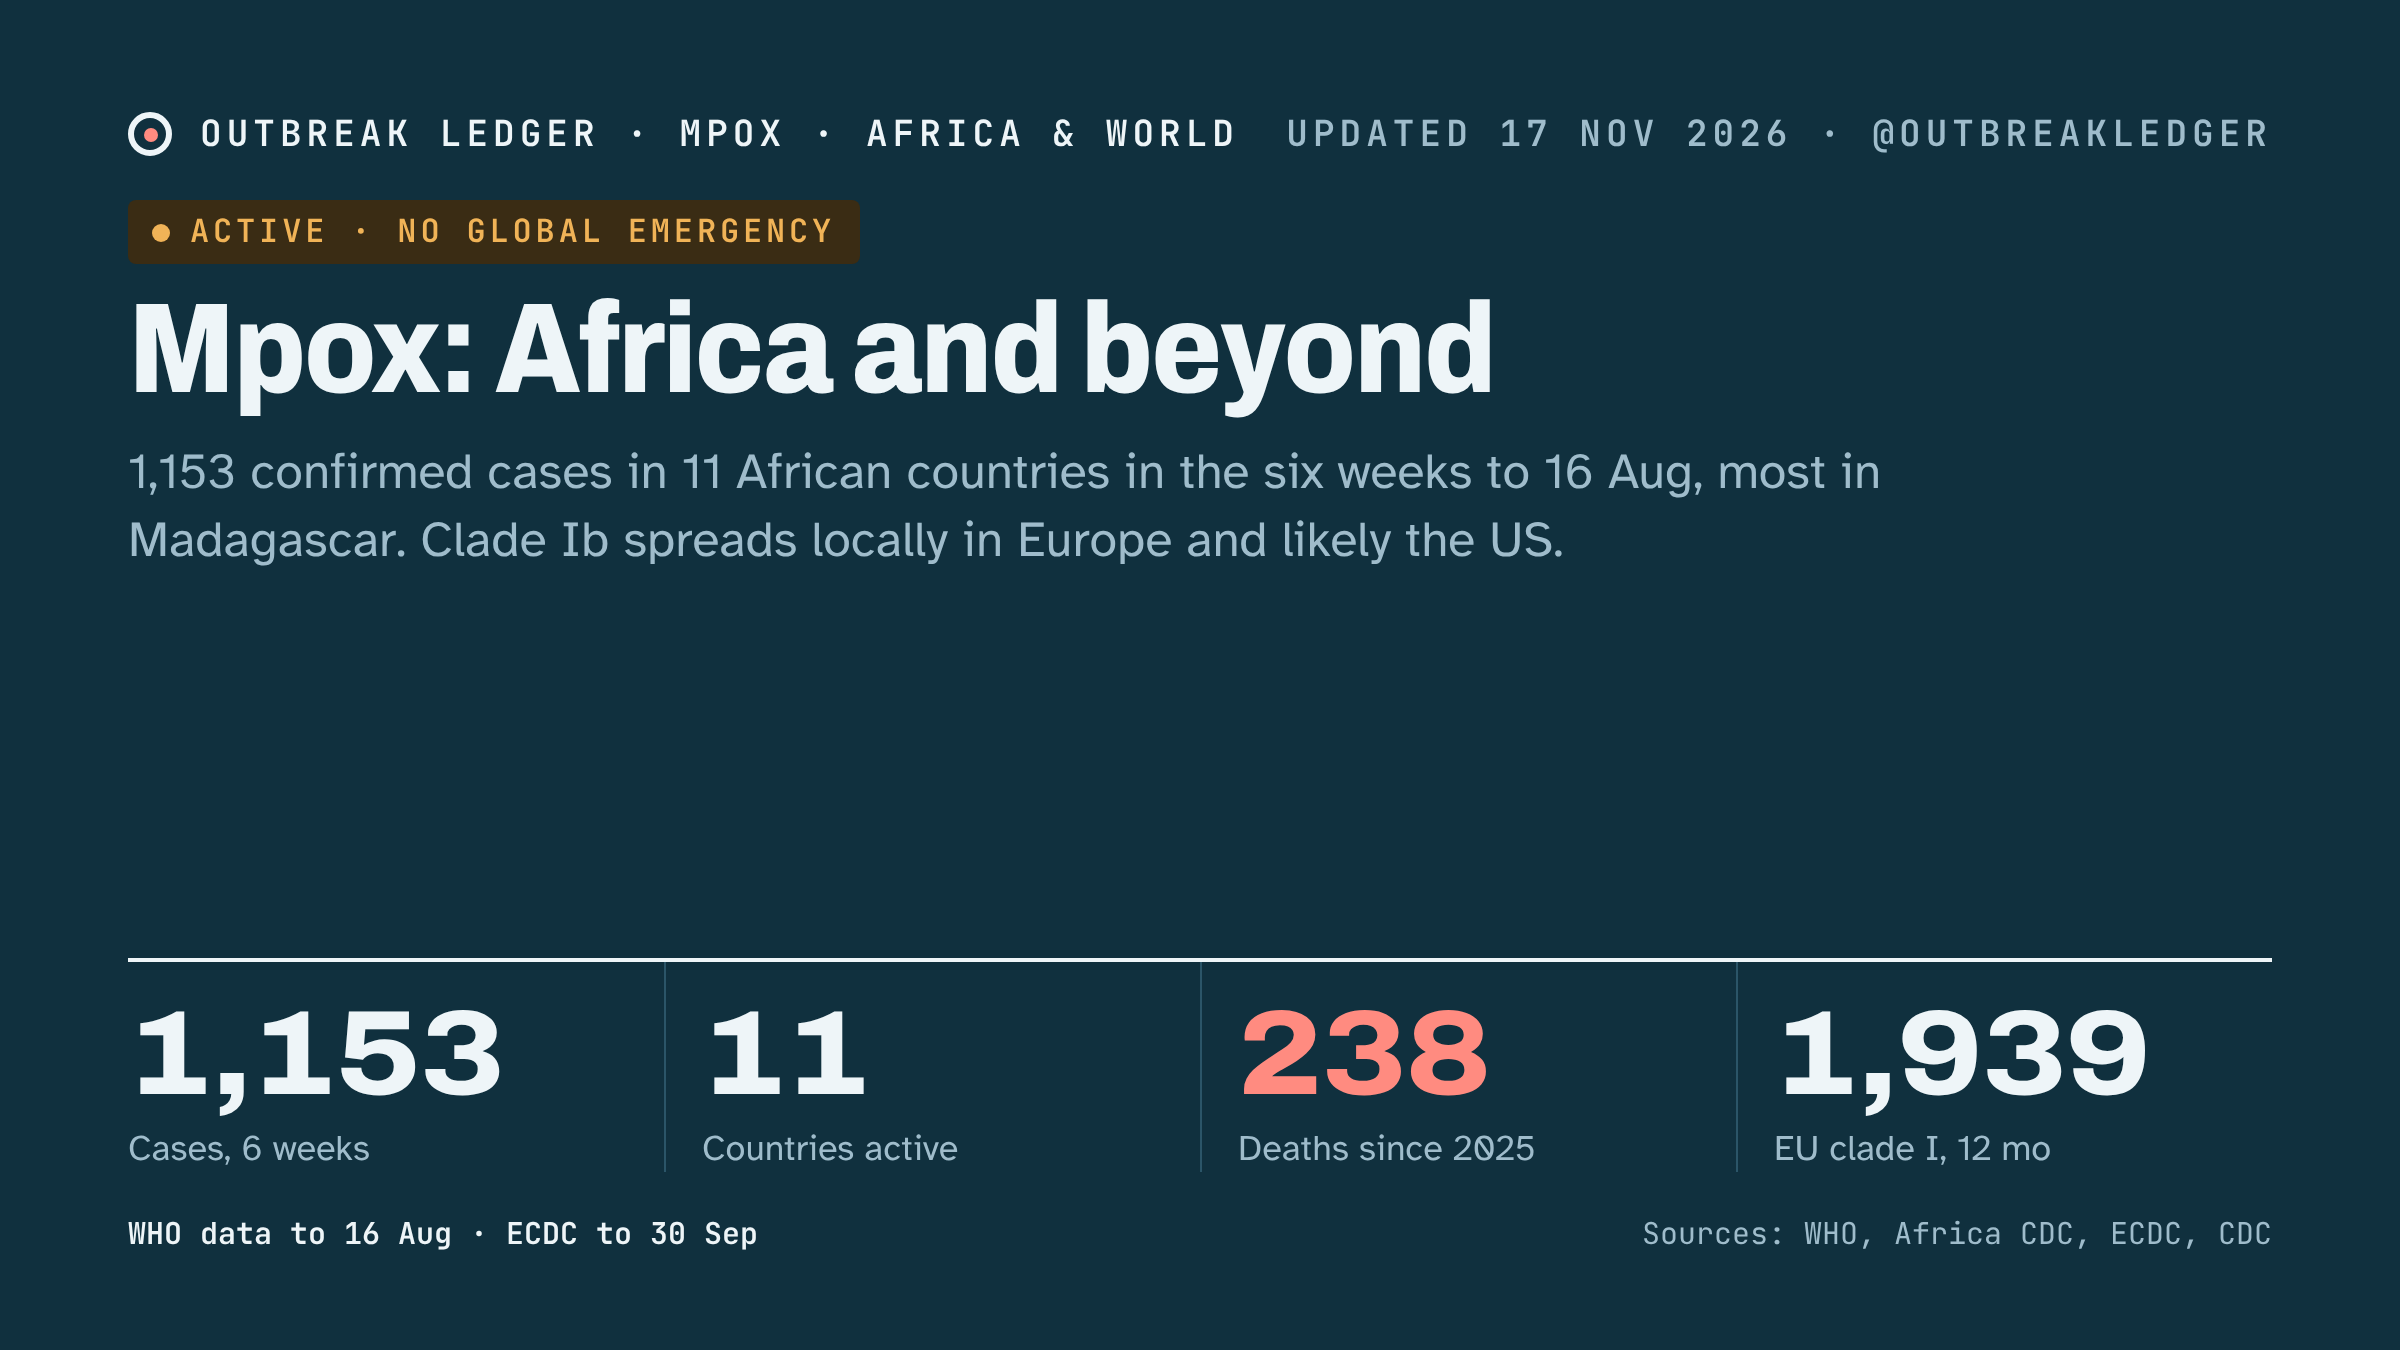 OUTBREAK LEDGER · MPOX · AFRICA & WORLD
UPDATED 17 NOV 2026 · @OUTBREAKLEDGER
ACTIVE · NO GLOBAL EMERGENCY
Mpox: Africa and beyond
1,153 confirmed cases in 11 African countries in the six weeks to 16 Aug, most in
Madagascar. Clade Ib spreads locally in Europe and likely the US.
1,153
Cases, 6 weeks
11
Countries active
238
Deaths since 2025
1,939
EU clade I, 12 mo
WHO data to 16 Aug · ECDC to 30 Sep
Sources: WHO, Africa CDC, ECDC, CDC